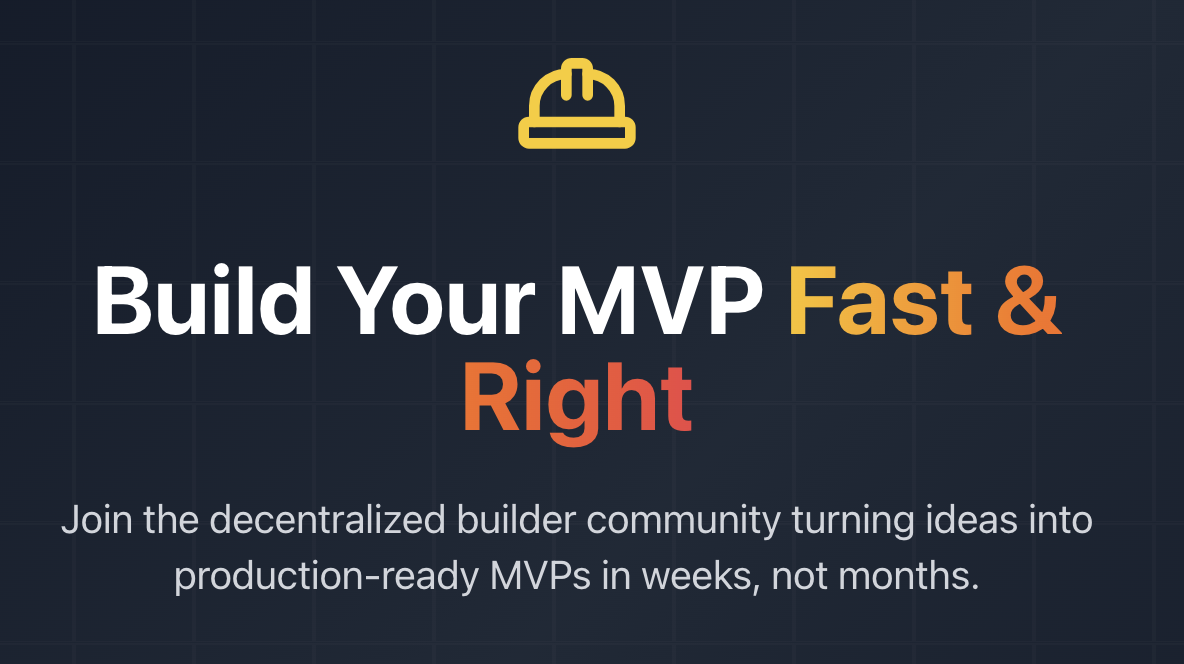 Build Your MVP Fast &
Right
Join the decentralized builder community turning ideas into
production-ready MVPs in weeks, not months.